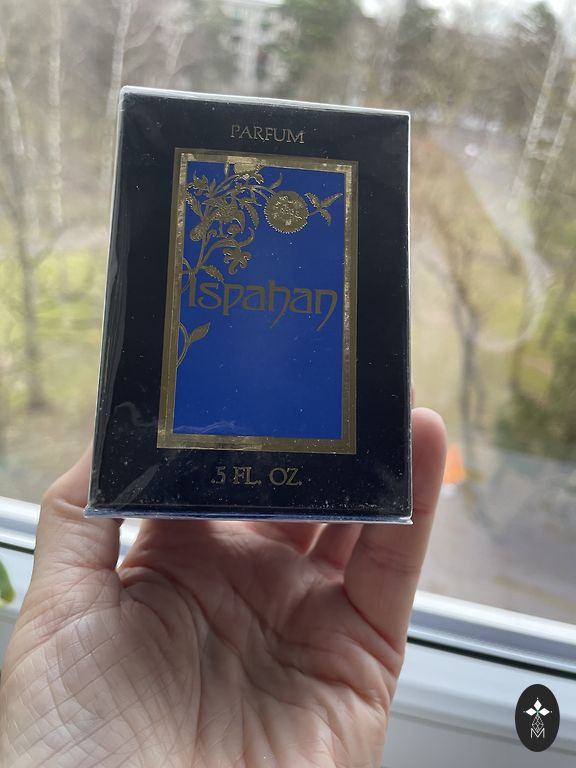 PARFUM
Ispahan
.5 FL. OZ.
M